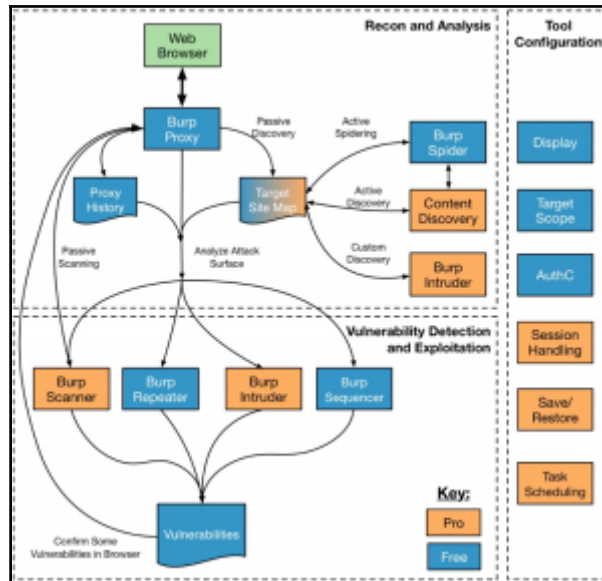 Recon and Analysis
Tool
Configuration
Web
Browser
Burp
Proxy
Passive
Discovery
Active
Spidering
Burp
Spider
Display
Proxy
History
Target
Site Map
Active
Discovery
Content
Discovery
Target
Scope
Passive
Scanning
Analyze Attack
Surface
Custom
Discovery
Burp
Intruder
AuthC
Vulnerability Detection
and Exploitation
Session
Handling
Burp
Scanner
Burp
Repeater
Burp
Intruder
Burp
Sequencer
Save/
Restore
Task
Scheduling
Key:
Pro
Free
Vulnerabilities
Confirm Some
Vulnerabilities in Browser